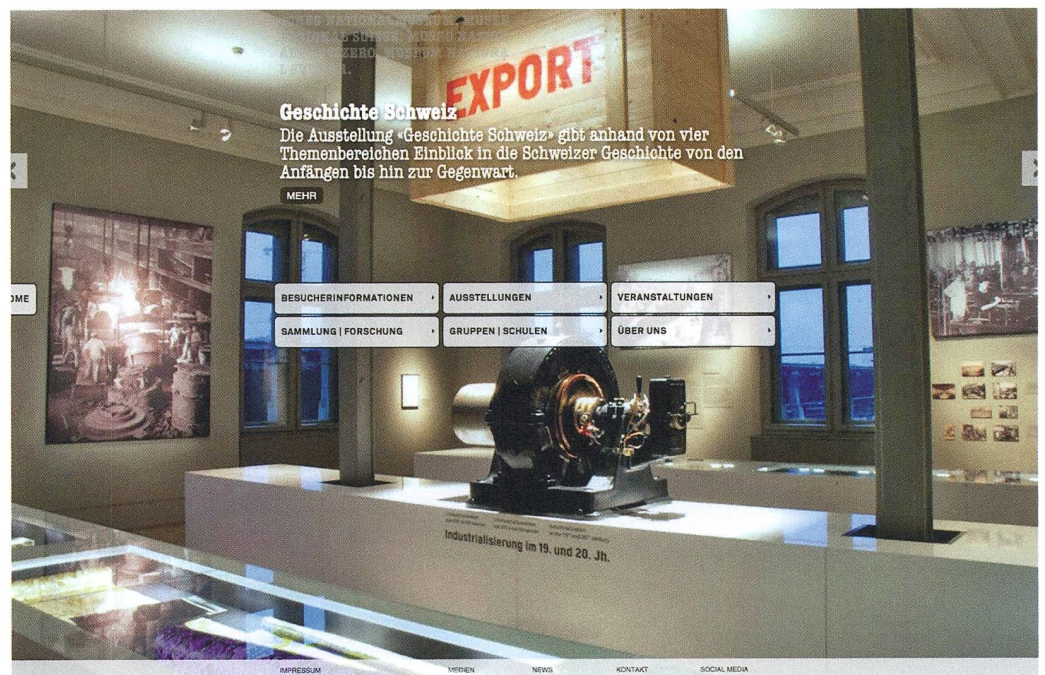 EXPORT
Geschichte Schweiz
Die Ausstellung «Geschichte Schweiz» gibt anhand von vier
Themenbereichen Einblick in die Schweizer Geschichte von den
Anfängen bis hin zur Gegenwart.
MEHR
BESUCHERINFORMATIONEN
AUSSTELLUNGEN
VERANSTALTUNGEN
SAMMLUNG | FORSCHUNG
GRUPPEN | SCHULEN
ÜBER UNS
Industrialisierung im 19. und 20. Jh.
IMPRESSUM
MEDIEN
NEWS
KONTAKT
SOCIAL MEDIA